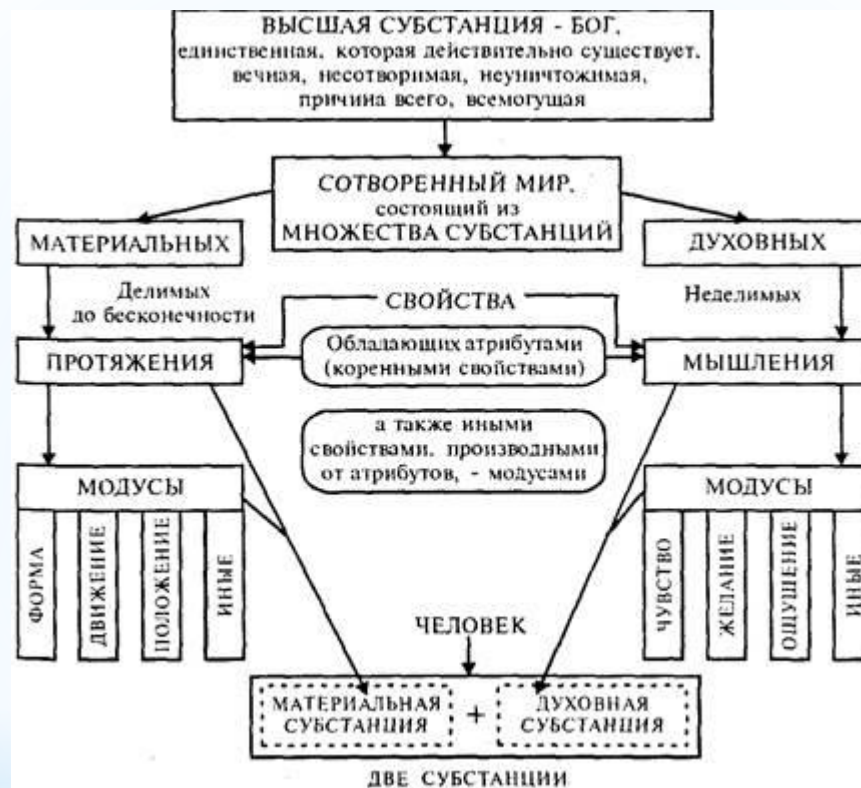 ВЫСШАЯ СУБСТАНЦИЯ - БОГ,
единственная, которая действительно существует,
вечная, несотворимая, неуничтожимая,
причина всего, всемогущая
СОТВОРЕННЫЙ МИР,
состоящий из
МНОЖЕСТВА СУБСТАНЦИЙ
МАТЕРИАЛЬНЫХ
ДУХОВНЫХ
Делимых
до бесконечности
СВОЙСТВА
Неделимых
ПРОТЯЖЕНИЯ
Обладающих атрибутами
(коренными свойствами)
МЫШЛЕНИЯ
а также иными
свойствами, производными
от атрибутов, - модусами
МОДУСЫ
ФОРМА
ДВИЖЕНИЕ
ПОЛОЖЕНИЕ
ИНЫЕ
МОДУСЫ
ЧУВСТВО
ЖЕЛАНИЕ
ОЩУЩЕНИЕ
ИНЫЕ
ЧЕЛОВЕК
МАТЕРИАЛЬНАЯ
СУБСТАНЦИЯ
+
ДУХОВНАЯ
СУБСТАНЦИЯ
ДВЕ СУБСТАНЦИИ